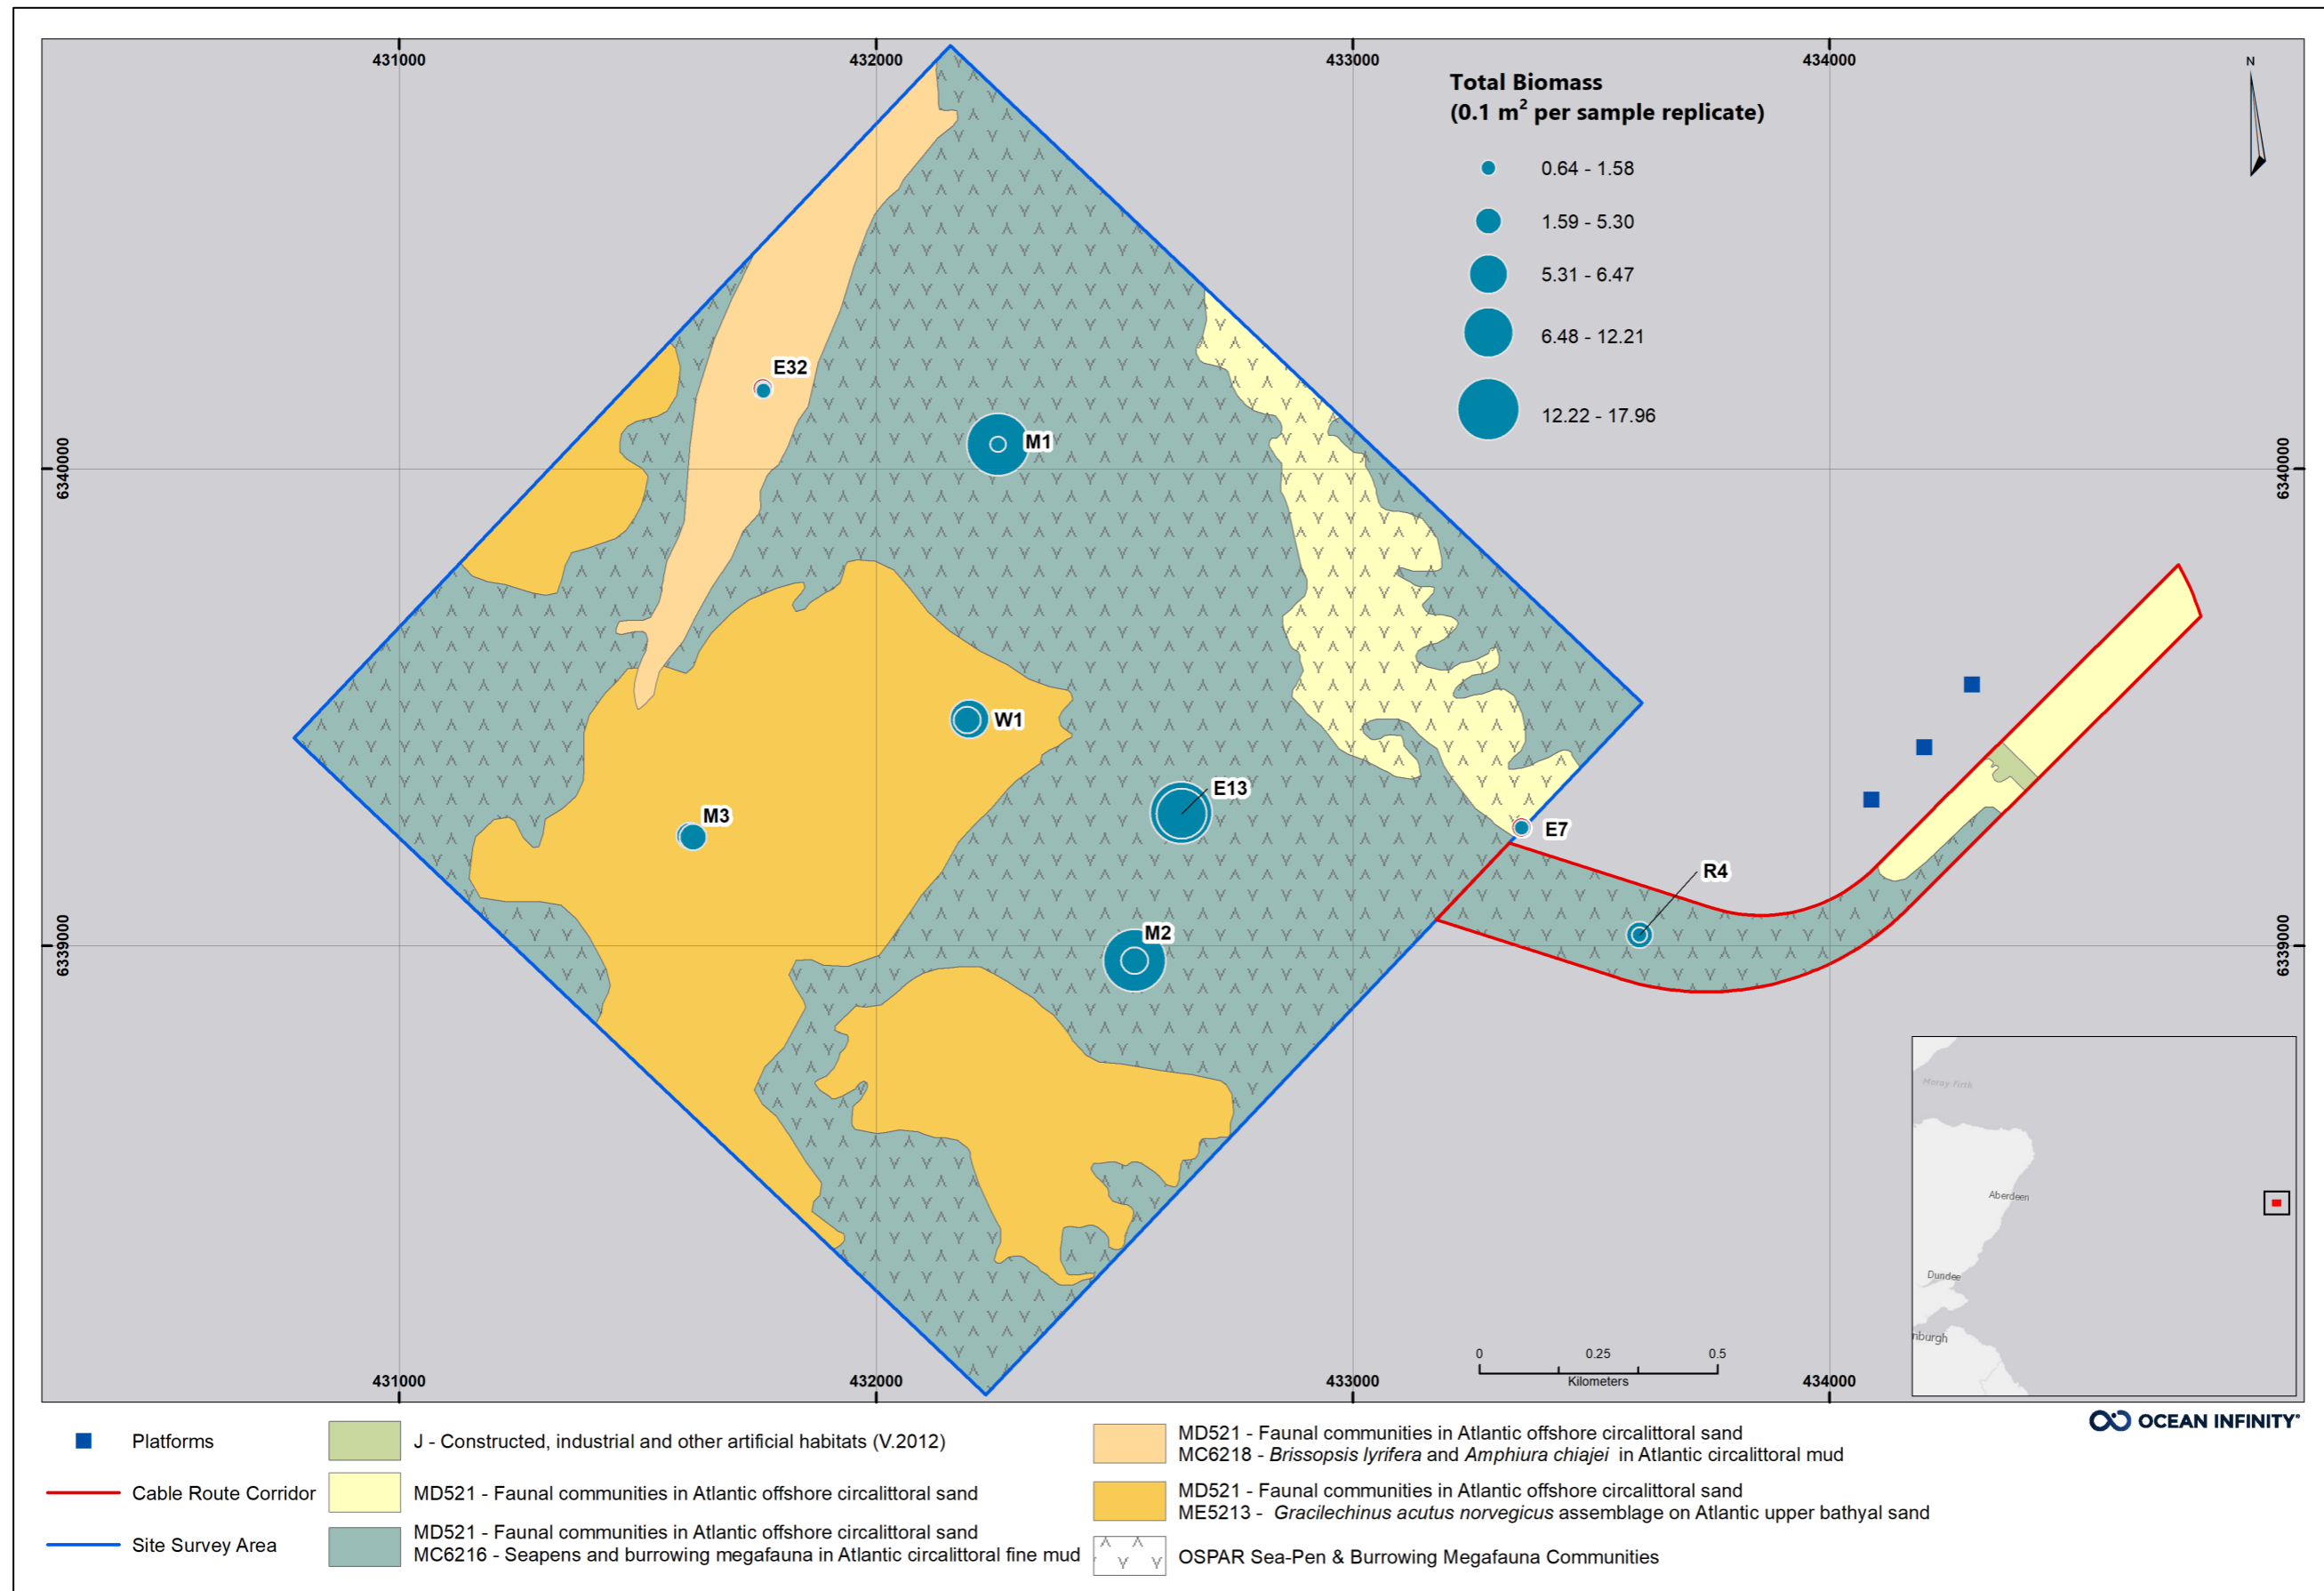 431000
432000
433000
434000
N
Total Biomass
(0.1 m² per sample replicate)
0.64 - 1.58
1.59 - 5.30
5.31 - 6.47
6.48 - 12.21
12.22 - 17.96
E32
M1
6340000
6340000
W1
E13
M3
E7
R4
M2
6339000
6339000
Moray Firth
Aberdeen
Dundee
nburgh
0 0.25 0.5
Kilometers
431000
432000
433000
434000
OCEAN INFINITY®
Platforms
Cable Route Corridor
Site Survey Area
J - Constructed, industrial and other artificial habitats (V.2012)
MD521 - Faunal communities in Atlantic offshore circalittoral sand
MD521 - Faunal communities in Atlantic offshore circalittoral sand
MC6216 - Seapens and burrowing megafauna in Atlantic circalittoral fine mud
MD521 - Faunal communities in Atlantic offshore circalittoral sand
MC6218 - Brissopsis lyrifera and Amphiura chiajei in Atlantic circalittoral mud
MD521 - Faunal communities in Atlantic offshore circalittoral sand
ME5213 - Gracilechinus acutus norvegicus assemblage on Atlantic upper bathyal sand
OSPAR Sea-Pen & Burrowing Megafauna Communities